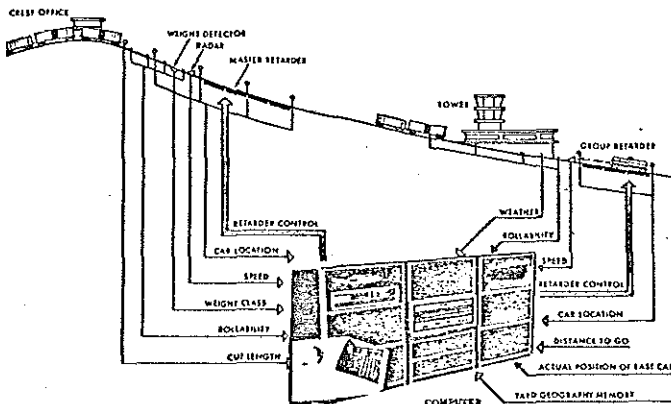 CREST OFFICE
WEIGHT DETECTOR
RADAR
MASTER RETARDER
TOWER
GROUP RETARDER
WEATHER
RETARDER CONTROL
ROLLABILITY
CAR LOCATION
SPEED
SPEED
RETARDER CONTROL
WEIGHT CLASS
CAR LOCATION
ROLLABILITY
DISTANCE TO GO
CUT LENGTH
ACTUAL POSITION OF LAST CAR
COMPUTER
YARD GEOGRAPHY MEMORY